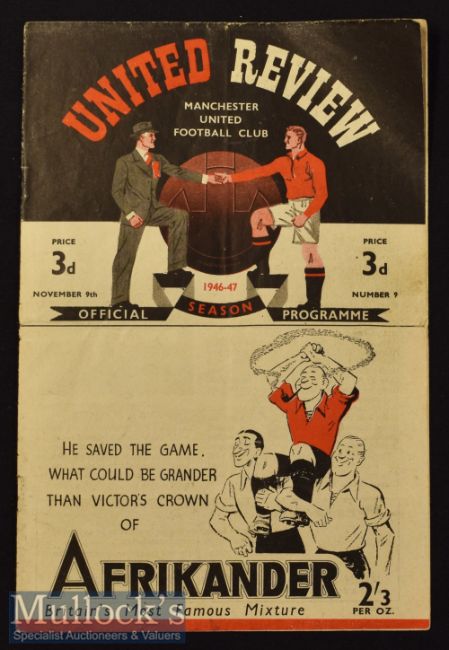 UNITED REVIEW
MANCHESTER
UNITED
FOOTBALL CLUB
PRICE
3d
NOVEMBER 9th
PRICE
3d
NUMBER 9
1946-47
OFFICIAL SEASON PROGRAMME
HE SAVED THE GAME.
WHAT COULD BE GRANDER
THAN VICTOR'S CROWN
OF
AFRIKANDER
Britain's Most Famous Mixture
2'/3
PER OZ.
Mullock's
Specialist Auctioneers & Valuers